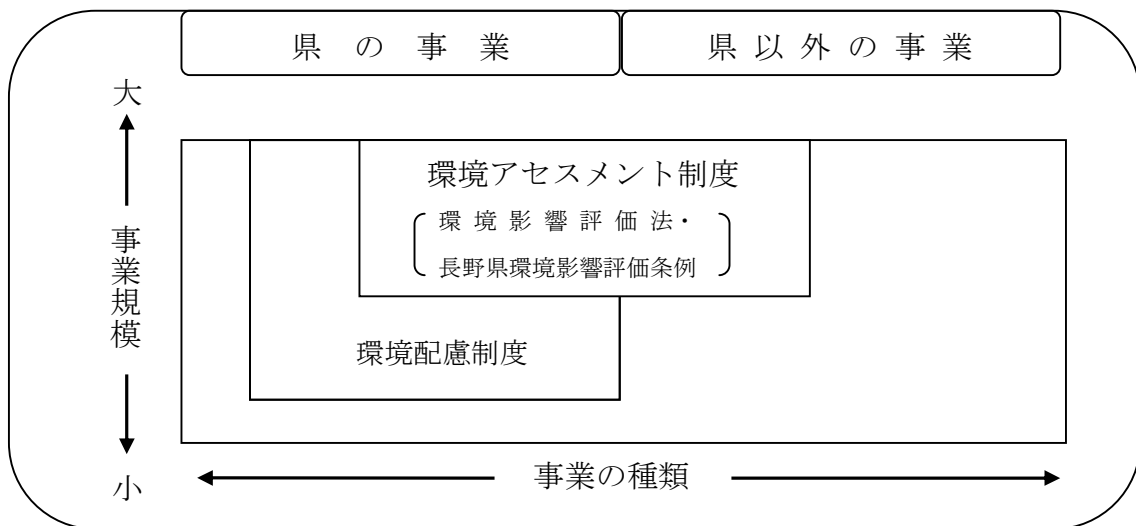 県の事業
県以外の事業
大
環境アセスメント制度
環境影響評価法・
長野県環境影響評価条例
事業規模
環境配慮制度
小
事業の種類